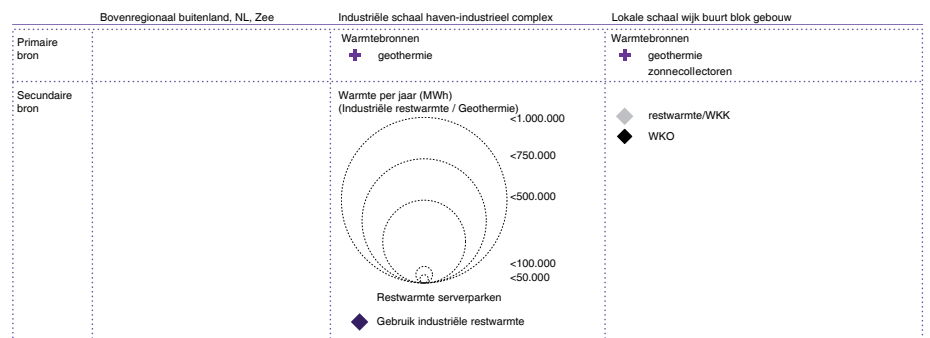 Bovenregionaal buitenland, NL, Zee
Industriële schaal haven-industrieel complex
Lokale schaal wijk buurt blok gebouw
Primaire
bron
Warmtebronnen
geothermie
Warmtebronnen
geothermie
zonnecollectoren
Secundaire
bron
Warmte per jaar (MWh)
(Industriële restwarmte / Geothermie)
<1.000.000
<750.000
<500.000
<100.000
<50.000
Restwarmte serverparken
Gebruik industriële restwarmte
restwarmte/WKK
WKO